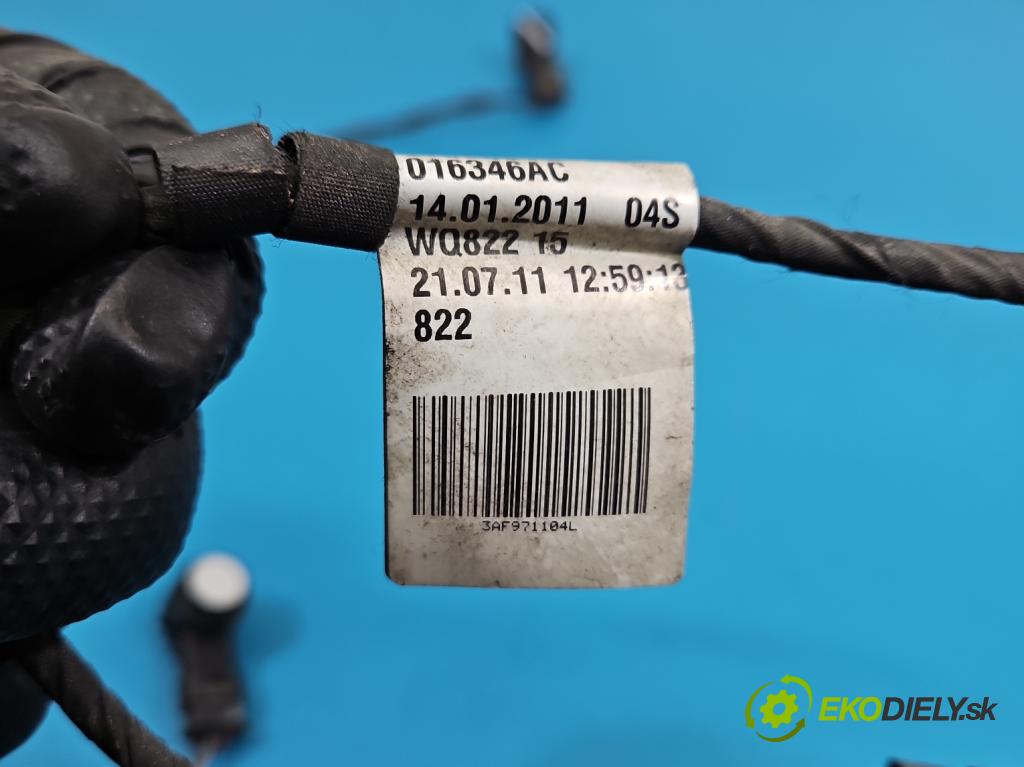 016346AC
14.01.2011 04S
WQ822 15
21.07.11 12:59:13
822
3AF971104L
EKODIELY.sk